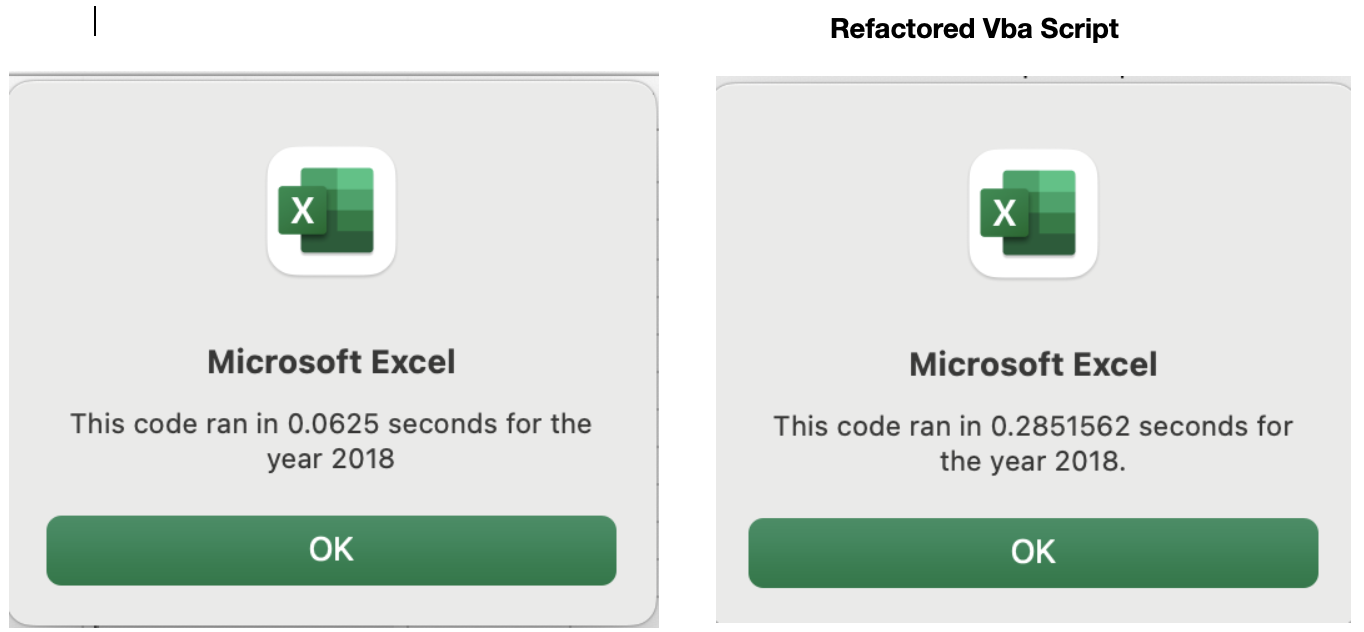 Refactored Vba Script
X
Microsoft Excel
This code ran in 0.0625 seconds for the
year 2018
OK
X
Microsoft Excel
This code ran in 0.2851562 seconds for
the year 2018.
OK